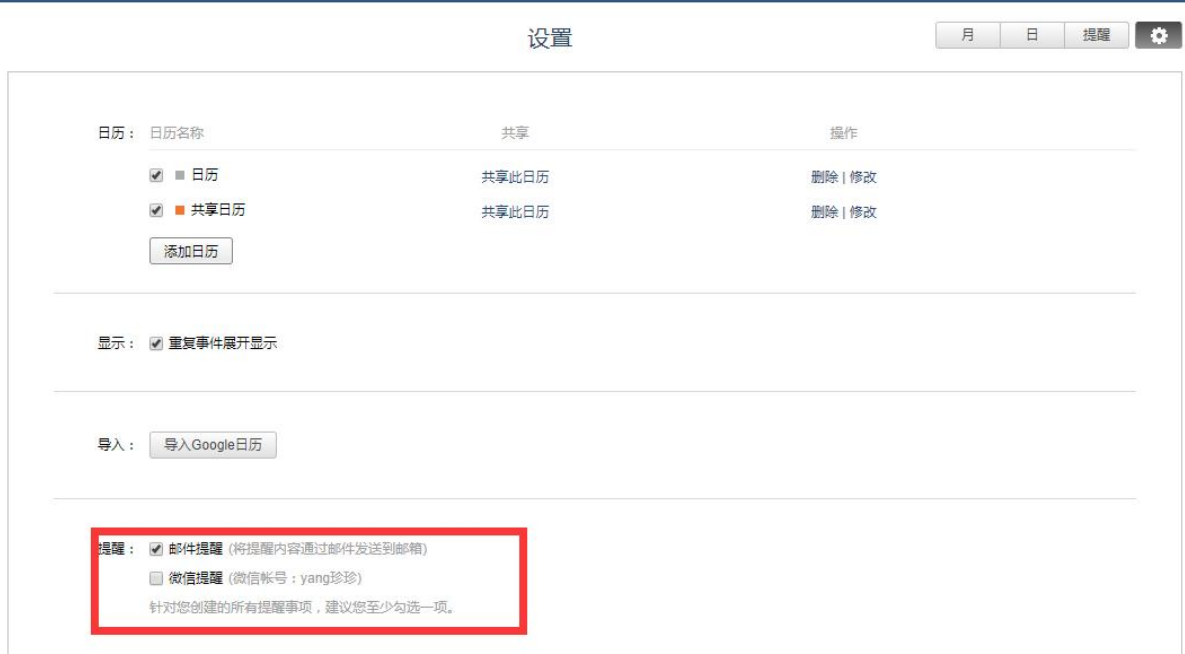 设置
月 日 提醒
日历： 日历名称 共享 操作
日历 共享此日历 删除 | 修改
共享日历 共享此日历 删除 | 修改
添加日历
显示： 重复事件展开显示
导入： 导入Google日历
提醒： 邮件提醒 (将提醒内容通过邮件发送到邮箱)
微信提醒 (微信帐号：yang珍珍)
针对您创建的所有提醒事项，建议您至少勾选一项。